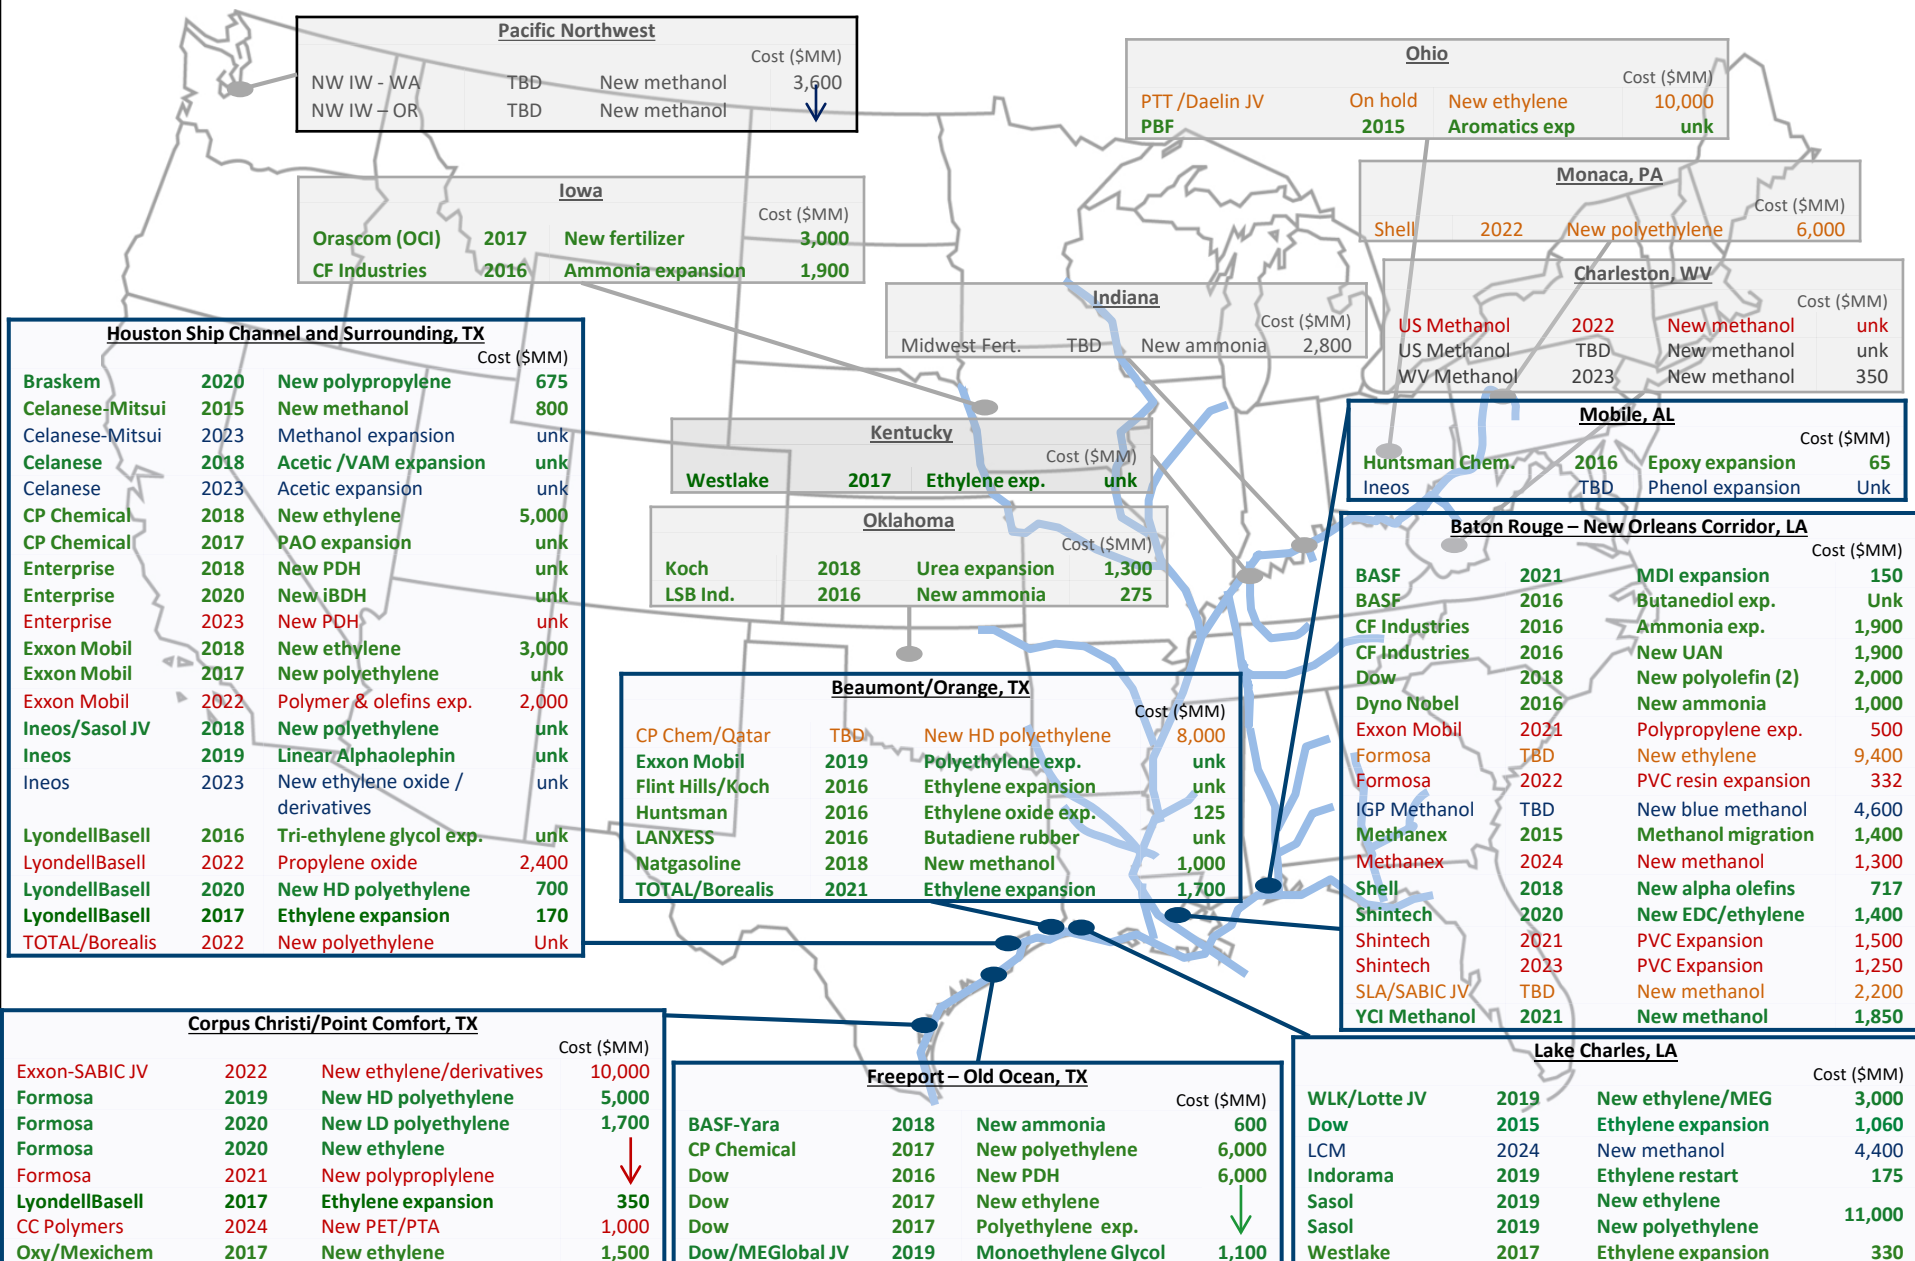 Pacific Northwest
Cost ($MM)
NW IW - WA TBD New methanol 3,600
NW IW – OR TBD New methanol
Ohio
Cost ($MM)
PTT /Daelin JV On hold New ethylene 10,000
PBF 2015 Aromatics exp unk
Monaca, PA
Cost ($MM)
Shell 2022 New polyethylene 6,000
Iowa
Cost ($MM)
Orascom (OCI) 2017 New fertilizer 3,000
CF Industries 2016 Ammonia expansion 1,900
Charleston, WV
Cost ($MM)
US Methanol 2022 New methanol unk
US Methanol TBD New methanol unk
WV Methanol 2023 New methanol 350
Indiana
Cost ($MM)
Midwest Fert. TBD New ammonia 2,800
Houston Ship Channel and Surrounding, TX
Cost ($MM)
Braskem 2020 New polypropylene 675
Celanese-Mitsui 2015 New methanol 800
Celanese-Mitsui 2023 Methanol expansion unk
Celanese 2018 Acetic /VAM expansion unk
Celanese 2023 Acetic expansion unk
CP Chemical 2018 New ethylene 5,000
CP Chemical 2017 PAO expansion unk
Enterprise 2018 New PDH unk
Enterprise 2020 New iBDH unk
Enterprise 2023 New PDH unk
Exxon Mobil 2018 New ethylene 3,000
Exxon Mobil 2017 New polyethylene unk
Exxon Mobil 2022 Polymer & olefins exp. 2,000
Ineos/Sasol JV 2018 New polyethylene unk
Ineos 2019 Linear Alphaolephin unk
Ineos 2023 New ethylene oxide / unk
derivatives
LyondellBasell 2016 Tri-ethylene glycol exp. unk
LyondellBasell 2022 Propylene oxide 2,400
LyondellBasell 2020 New HD polyethylene 700
LyondellBasell 2017 Ethylene expansion 170
TOTAL/Borealis 2022 New polyethylene Unk
Kentucky
Cost ($MM)
Westlake 2017 Ethylene exp. unk
Oklahoma
Cost ($MM)
Koch 2018 Urea expansion 1,300
LSB Ind. 2016 New ammonia 275
Mobile, AL
Cost ($MM)
Huntsman Chem. 2016 Epoxy expansion 65
Ineos TBD Phenol expansion Unk
Baton Rouge – New Orleans Corridor, LA
Cost ($MM)
BASF 2021 MDI expansion 150
BASF 2016 Butanediol exp. Unk
CF Industries 2016 Ammonia exp. 1,900
CF Industries 2016 New UAN 1,900
Dow 2018 New polyolefin (2) 2,000
Dyno Nobel 2016 New ammonia 1,000
Exxon Mobil 2021 Polypropylene exp. 500
Formosa TBD New ethylene 9,400
Formosa 2022 PVC resin expansion 332
IGP Methanol TBD New blue methanol 4,600
Methanex 2015 Methanol migration 1,400
Methanex 2024 New methanol 1,300
Shell 2018 New alpha olefins 717
Shintech 2020 New EDC/ethylene 1,400
Shintech 2021 PVC Expansion 1,500
Shintech 2023 PVC Expansion 1,250
SLA/SABIC JV TBD New methanol 2,200
YCI Methanol 2021 New methanol 1,850
Beaumont/Orange, TX
Cost ($MM)
CP Chem/Qatar TBD New HD polyethylene 8,000
Exxon Mobil 2019 Polyethylene exp. unk
Flint Hills/Koch 2016 Ethylene expansion unk
Huntsman 2016 Ethylene oxide exp. 125
LANXESS 2016 Butadiene rubber unk
Natgasoline 2018 New methanol 1,000
TOTAL/Borealis 2021 Ethylene expansion 1,700
Corpus Christi/Point Comfort, TX
Cost ($MM)
Exxon-SABIC JV 2022 New ethylene/derivatives 10,000
Formosa 2019 New HD polyethylene 5,000
Formosa 2020 New LD polyethylene 1,700
Formosa 2020 New ethylene
Formosa 2021 New polyproplylene
LyondellBasell 2017 Ethylene expansion 350
CC Polymers 2024 New PET/PTA 1,000
Oxy/Mexichem 2017 New ethylene 1,500
Freeport – Old Ocean, TX
Cost ($MM)
BASF-Yara 2018 New ammonia 600
CP Chemical 2017 New polyethylene 6,000
Dow 2016 New PDH 6,000
Dow 2017 New ethylene
Dow 2017 Polyethylene exp.
Dow/MEGlobal JV 2019 Monoethylene Glycol 1,100
Lake Charles, LA
Cost ($MM)
WLK/Lotte JV 2019 New ethylene/MEG 3,000
Dow 2015 Ethylene expansion 1,060
LCM 2024 New methanol 4,400
Indorama 2019 Ethylene restart 175
Sasol 2019 New ethylene
11,000
Sasol 2019 New polyethylene
Westlake 2017 Ethylene expansion 330